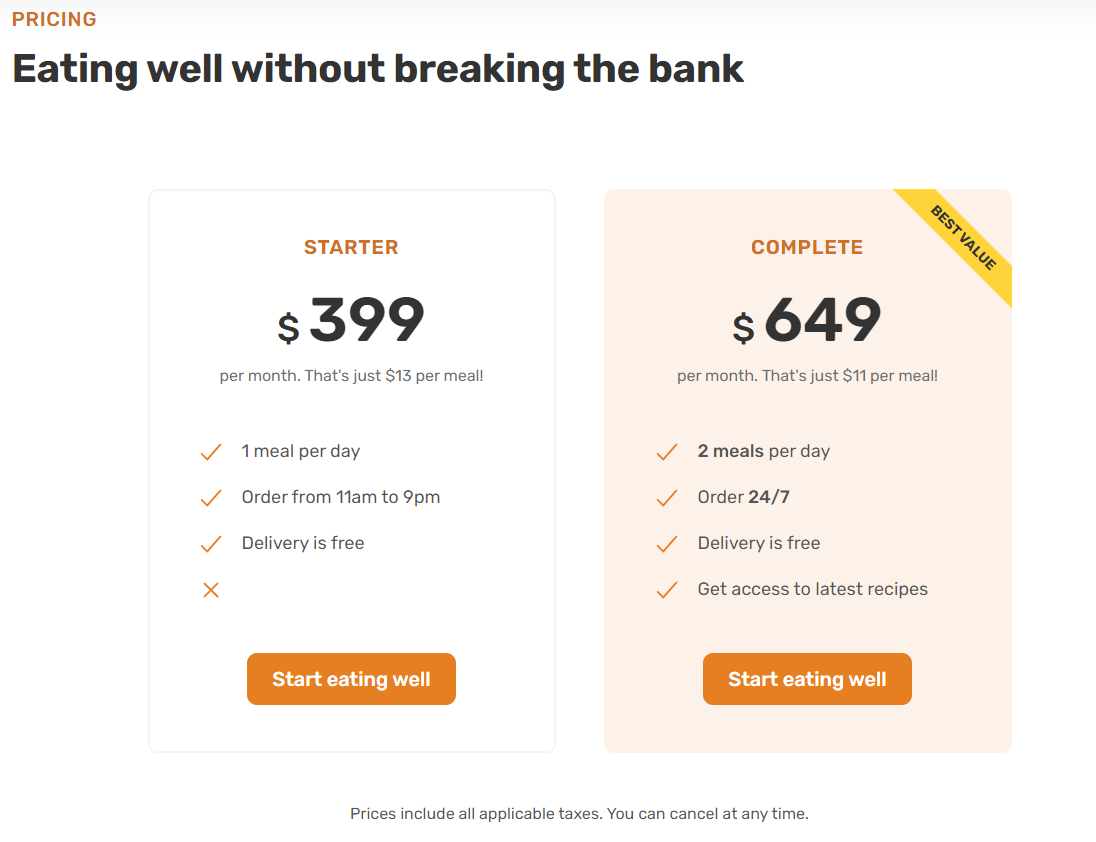 PRICING
Eating well without breaking the bank
STARTER
$ 399
per month. That's just $13 per meal!
1 meal per day
Order from 11am to 9pm
Delivery is free
Start eating well
BEST VALUE
COMPLETE
$ 649
per month. That's just $11 per meal!
2 meals per day
Order 24/7
Delivery is free
Get access to latest recipes
Start eating well
Prices include all applicable taxes. You can cancel at any time.